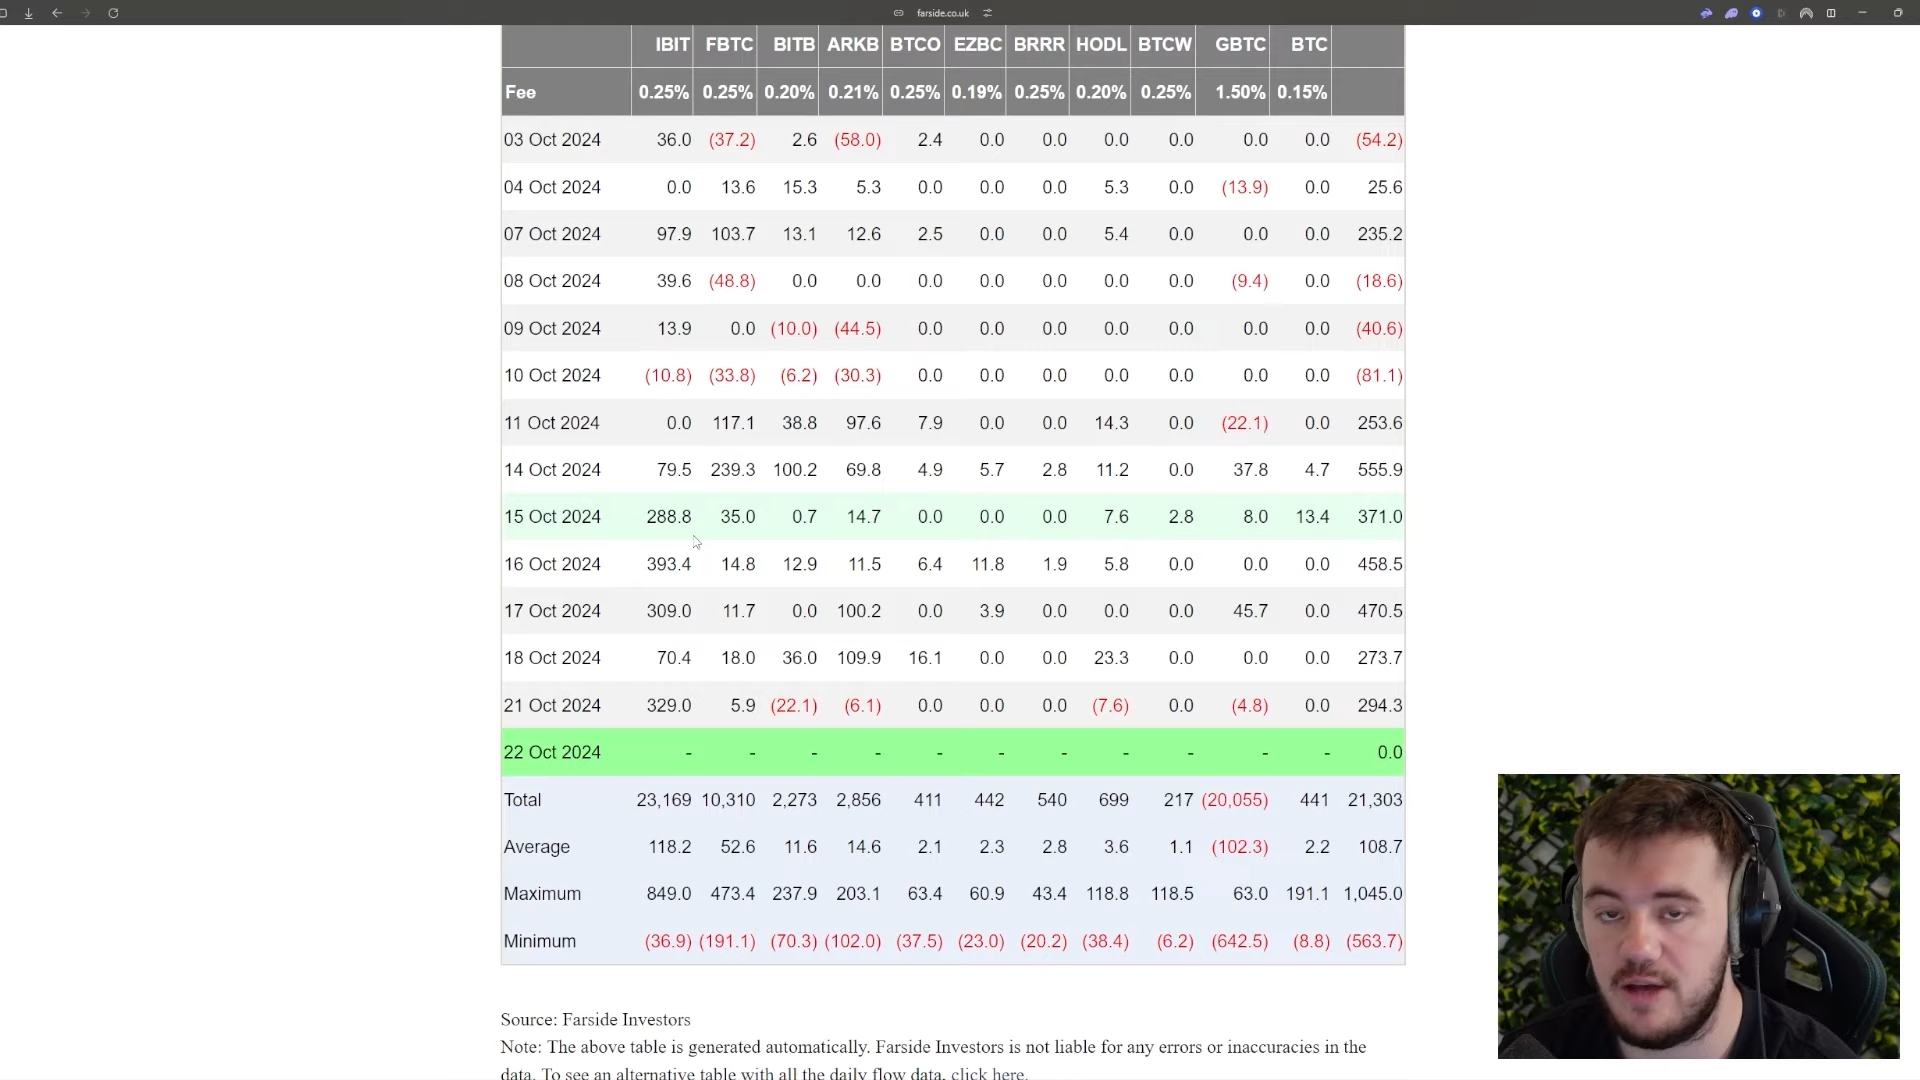 farside.co.uk
IBIT FBTC BITB ARKB BTCO EZBC BRRR HODL BTCW GBTC BTC
Fee 0.25% 0.25% 0.20% 0.21% 0.25% 0.19% 0.25% 0.20% 0.25% 1.50% 0.15%
03 Oct 2024 36.0 (37.2) 2.6 (58.0) 2.4 0.0 0.0 0.0 0.0 0.0 0.0 (54.2)
04 Oct 2024 0.0 13.6 15.3 5.3 0.0 0.0 0.0 5.3 0.0 (13.9) 0.0 25.6
07 Oct 2024 97.9 103.7 13.1 12.6 2.5 0.0 0.0 5.4 0.0 0.0 0.0 235.2
08 Oct 2024 39.6 (48.8) 0.0 0.0 0.0 0.0 0.0 0.0 0.0 (9.4) 0.0 (18.6)
09 Oct 2024 13.9 0.0 (10.0) (44.5) 0.0 0.0 0.0 0.0 0.0 0.0 0.0 (40.6)
10 Oct 2024 (10.8) (33.8) (6.2) (30.3) 0.0 0.0 0.0 0.0 0.0 0.0 0.0 (81.1)
11 Oct 2024 0.0 117.1 38.8 97.6 7.9 0.0 0.0 14.3 0.0 (22.1) 0.0 253.6
14 Oct 2024 79.5 239.3 100.2 69.8 4.9 5.7 2.8 11.2 0.0 37.8 4.7 555.9
15 Oct 2024 288.8 35.0 0.7 14.7 0.0 0.0 0.0 7.6 2.8 8.0 13.4 371.0
16 Oct 2024 393.4 14.8 12.9 11.5 6.4 11.8 1.9 5.8 0.0 0.0 0.0 458.5
17 Oct 2024 309.0 11.7 0.0 100.2 0.0 3.9 0.0 0.0 0.0 45.7 0.0 470.5
18 Oct 2024 70.4 18.0 36.0 109.9 16.1 0.0 0.0 23.3 0.0 0.0 0.0 273.7
21 Oct 2024 329.0 5.9 (22.1) (6.1) 0.0 0.0 0.0 (7.6) 0.0 (4.8) 0.0 294.3
22 Oct 2024 - - - - - - - - - - - 0.0
Total 23,169 10,310 2,273 2,856 411 442 540 699 217 (20,055) 441 21,303
Average 118.2 52.6 11.6 14.6 2.1 2.3 2.8 3.6 1.1 (102.3) 2.2 108.7
Maximum 849.0 473.4 237.9 203.1 63.4 60.9 43.4 118.8 118.5 63.0 191.1 1,045.0
Minimum (36.9) (191.1) (70.3) (102.0) (37.5) (23.0) (20.2) (38.4) (6.2) (642.5) (8.8) (563.7)
Source: Farside Investors
Note: The above table is generated automatically. Farside Investors is not liable for any errors or inaccuracies in the
data. To see an alternative table with all the daily flow data, click here.